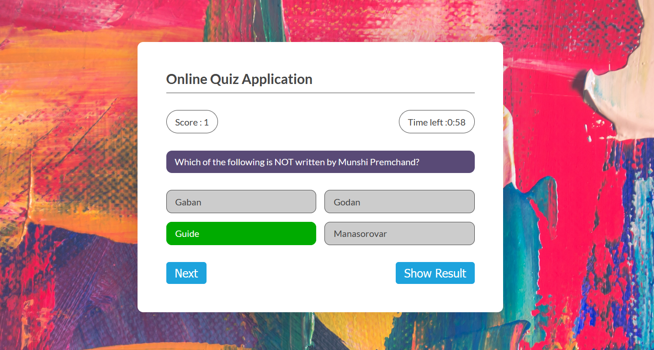 Online Quiz Application
Score : 1
Time left :0:58
Which of the following is NOT written by Munshi Premchand?
Gaban
Godan
Guide
Manasorovar
Next
Show Result